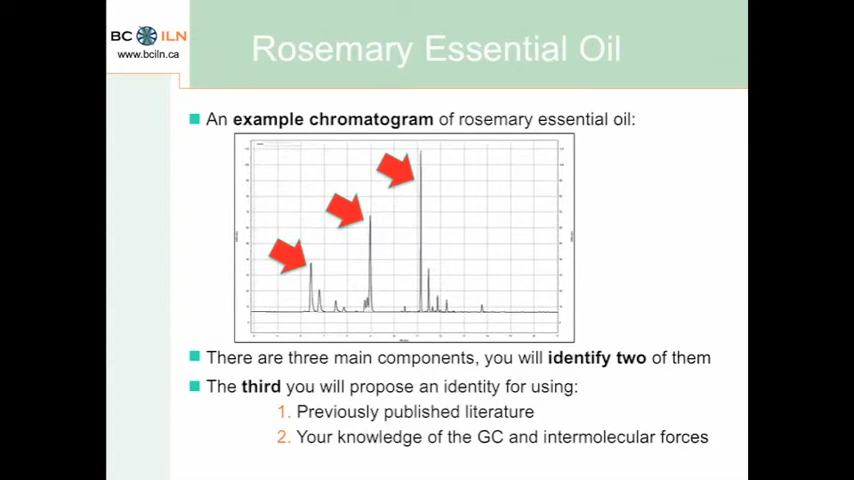 BC ILN
www.bciln.ca
Rosemary Essential Oil
An example chromatogram of rosemary essential oil:
There are three main components, you will identify two of them
The third you will propose an identity for using:
1. Previously published literature
2. Your knowledge of the GC and intermolecular forces